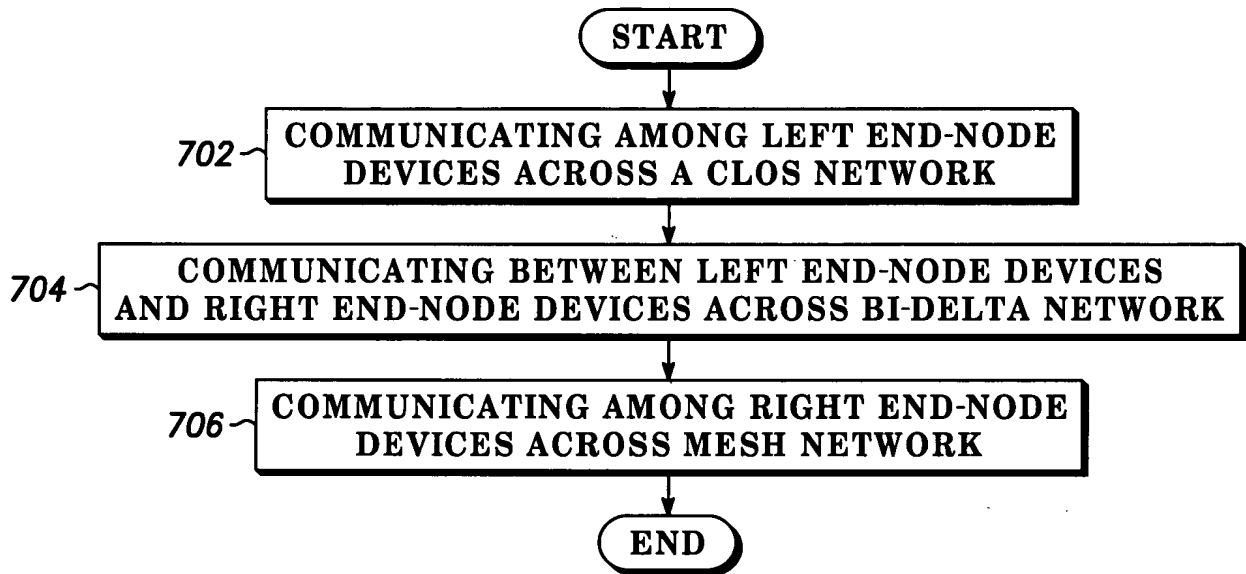 START
702
COMMUNICATING AMONG LEFT END-NODE
DEVICES ACROSS A CLOS NETWORK
704
COMMUNICATING BETWEEN LEFT END-NODE DEVICES
AND RIGHT END-NODE DEVICES ACROSS BI-DELTA NETWORK
706
COMMUNICATING AMONG RIGHT END-NODE
DEVICES ACROSS MESH NETWORK
END